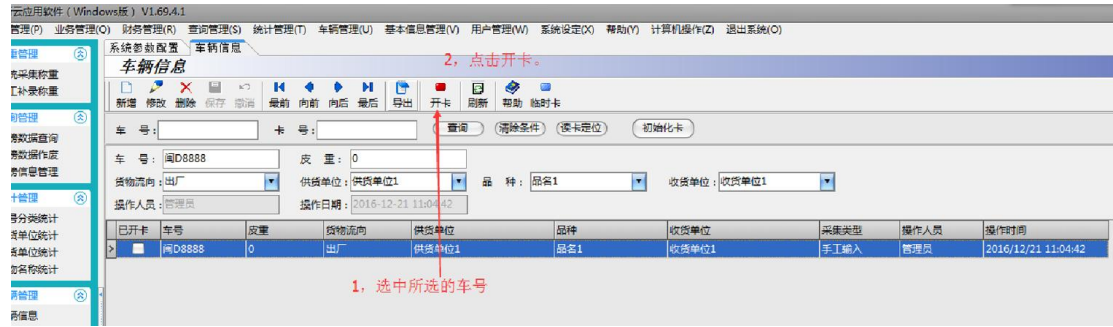 云应用软件(Windows版) V1.69.4.1
管理(P) 业务管理(Q) 财务管理(R) 查询管理(S) 统计管理(T) 车辆管理(U) 基本信息管理(V) 用户管理(W) 系统设定(X) 帮助(Y) 计算机操作(Z) 退出系统(O)
重管理
系统参数配置 车辆信息
车辆信息
2，点击开卡。
统采集称重
工补录称重
新增 修改 删除 保存 撤消 最前 向前 向后 最后 导出 开卡 刷新 帮助 临时卡
询管理
车 号: 卡 号: 查询 清除条件 读卡定位 初始化卡
榜数据查询
榜数据作废
榜信息管理
车 号: 闽D8888 皮 重: 0
货物流向: 出厂 供货单位: 供货单位1 品 种: 品名1 收货单位: 收货单位1
计管理
操作人员: 管理员 操作日期: 2016-12-21 11:04:42
号分类统计
货单位统计
货单位统计
物名称统计
已开卡 车号 皮重 货物流向 供货单位 品种 收货单位 采集类型 操作人员 操作时间
闽D8888 0 出厂 供货单位1 品名1 收货单位1 手工输入 管理员 2016/12/21 11:04:42
1，选中所选的车号
辆管理
辆信息